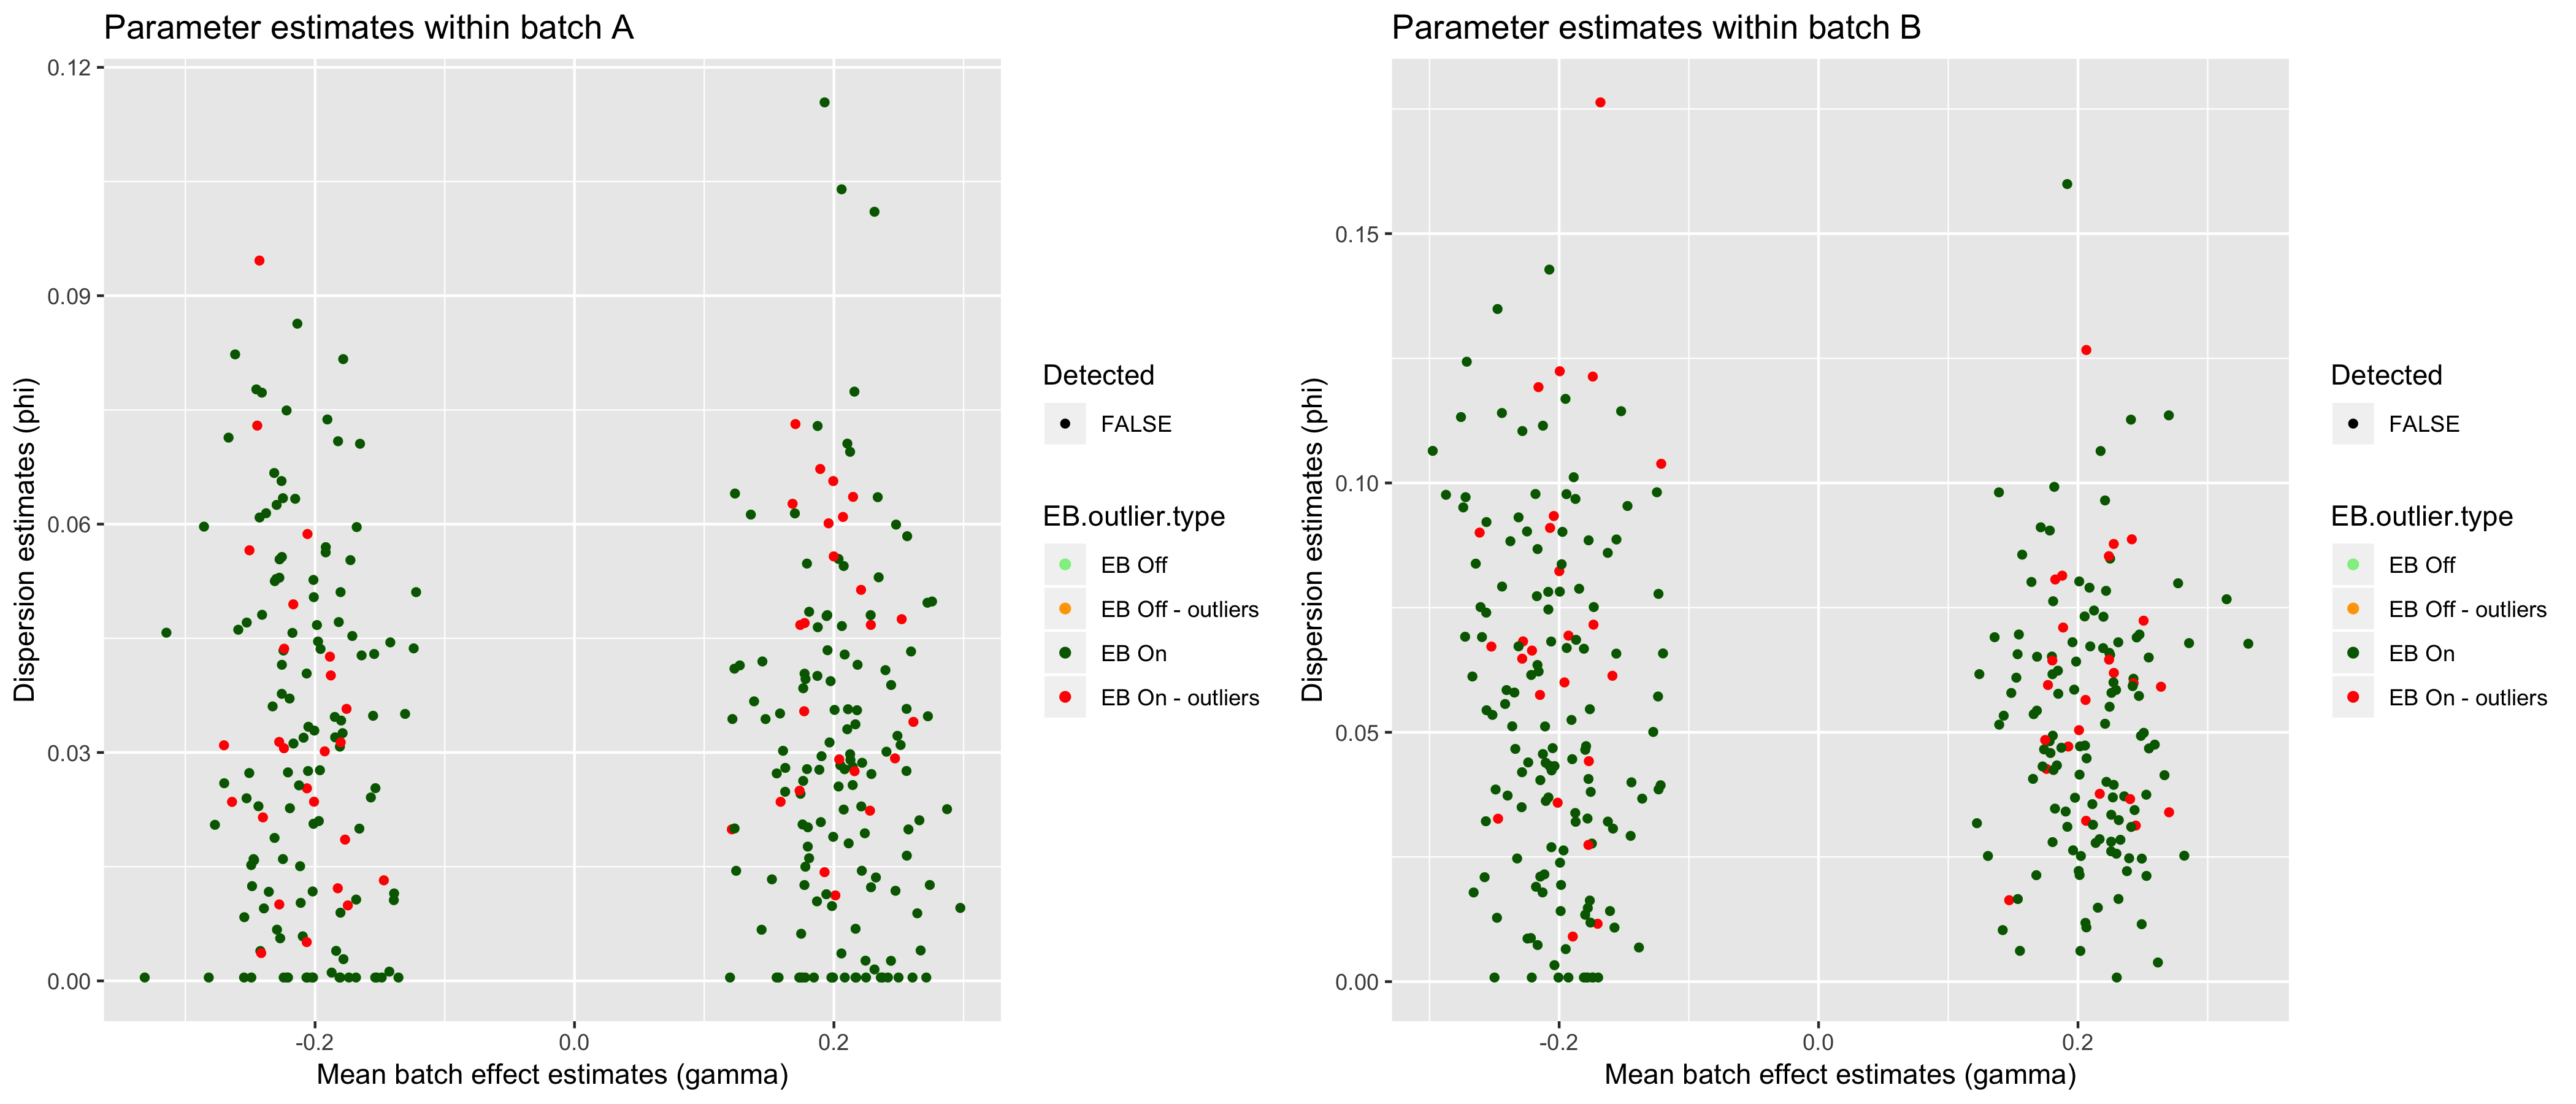 Parameter estimates within batch A
Dispersion estimates (phi)
0.12
0.09
0.06
0.03
0.00
-0.2
0.0
0.2
Mean batch effect estimates (gamma)
Detected
FALSE
EB.outlier.type
EB Off
EB Off - outliers
EB On
EB On - outliers
Parameter estimates within batch B
Dispersion estimates (phi)
0.15
0.10
0.05
0.00
-0.2
0.0
0.2
Mean batch effect estimates (gamma)
Detected
FALSE
EB.outlier.type
EB Off
EB Off - outliers
EB On
EB On - outliers